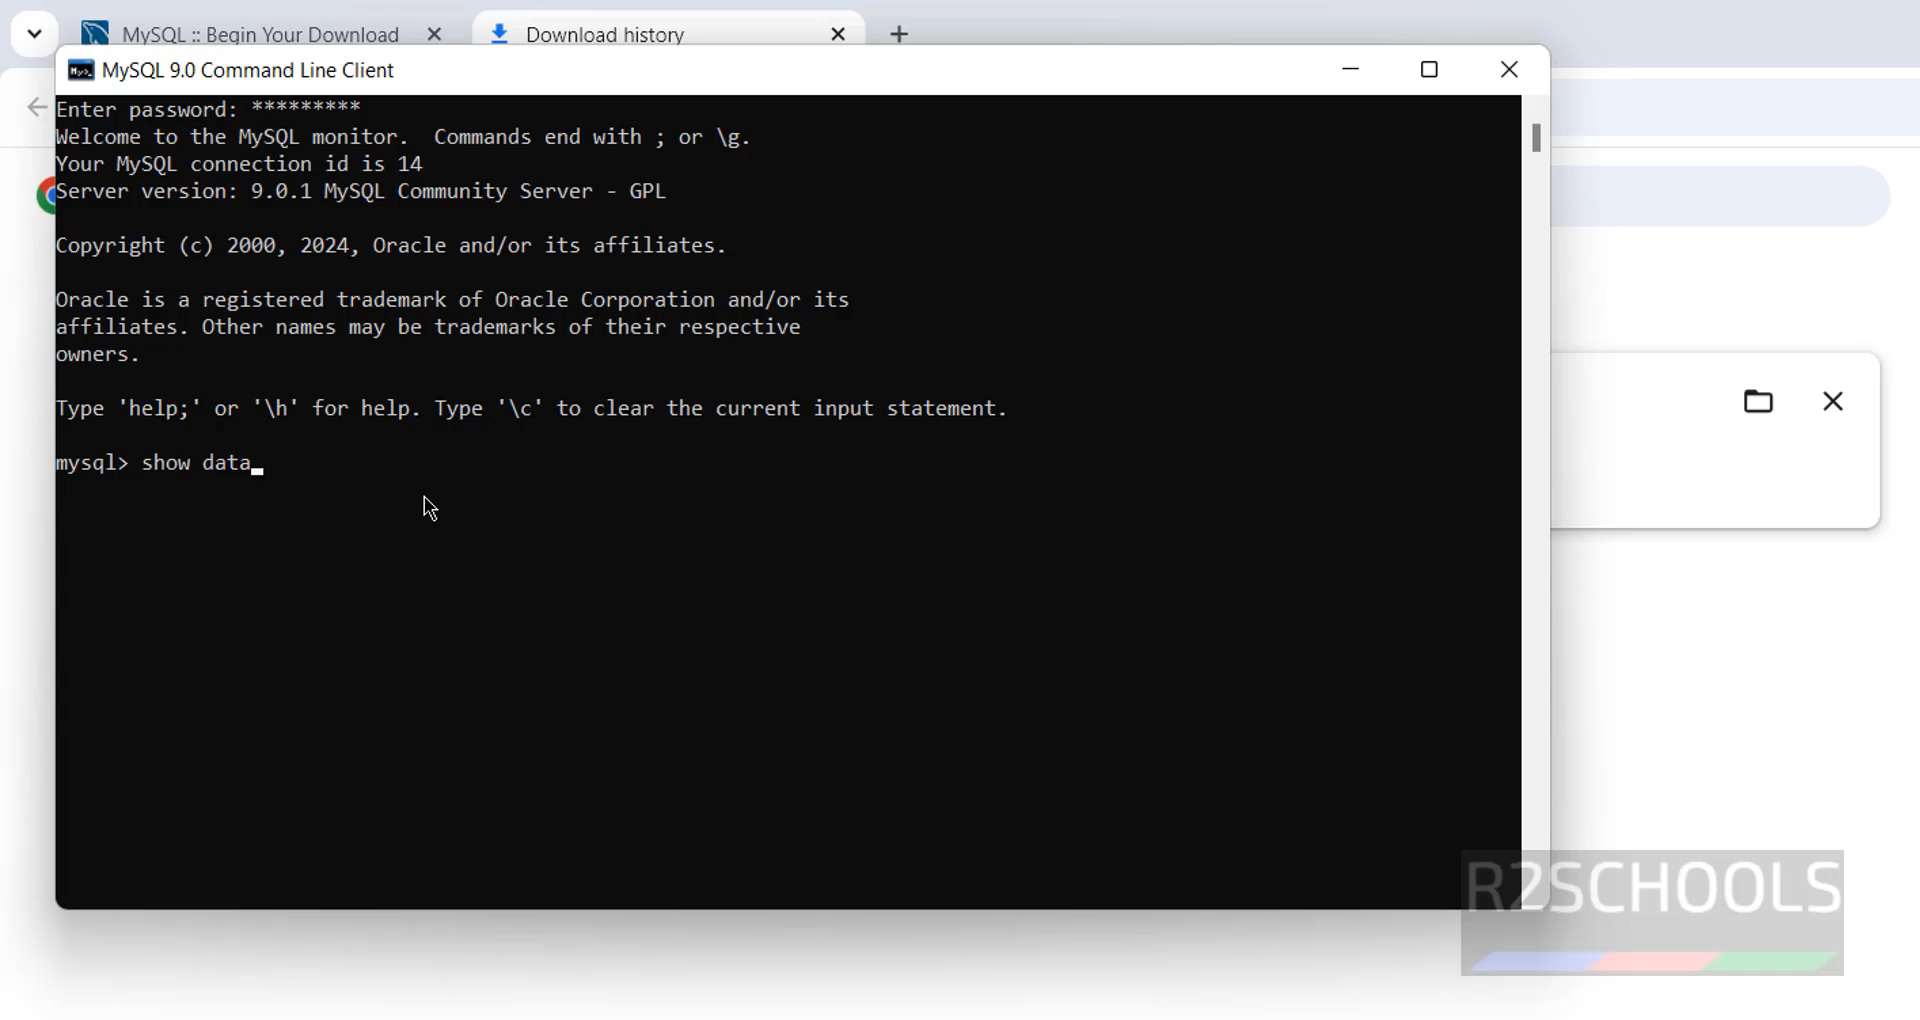 MySQL :: Begin Your Download
Download history
MySQL 9.0 Command Line Client
Enter password: *********
Welcome to the MySQL monitor.  Commands end with ; or \g.
Your MySQL connection id is 14
Server version: 9.0.1 MySQL Community Server - GPL
Copyright (c) 2000, 2024, Oracle and/or its affiliates.
Oracle is a registered trademark of Oracle Corporation and/or its
affiliates. Other names may be trademarks of their respective
owners.
Type 'help;' or '\h' for help. Type '\c' to clear the current input statement.
mysql> show data_
R2SCHOOLS